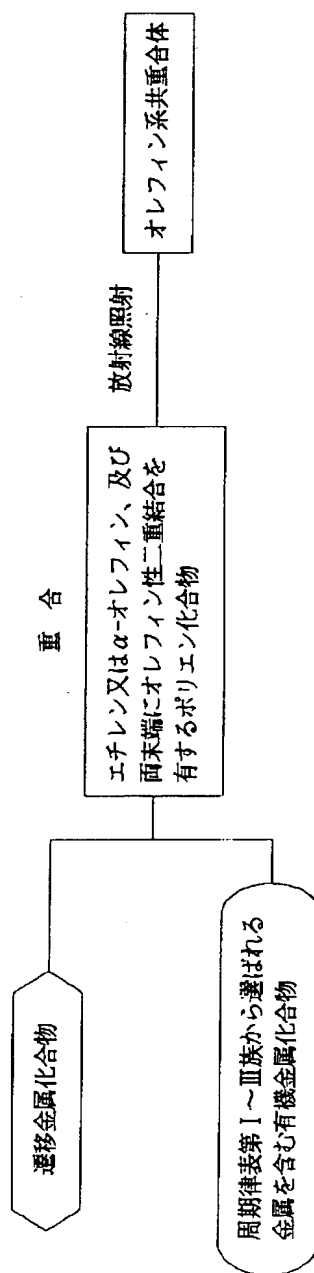 遷移金属化合物
周期律表第Ⅰ～Ⅲ族から選ばれる
金属を含む有機金属化合物
重合
エチレン又はα-オレフィン、及び
両末端にオレフィン性二重結合を
有するポリエン化合物
放射線照射
オレフィン系共重合体